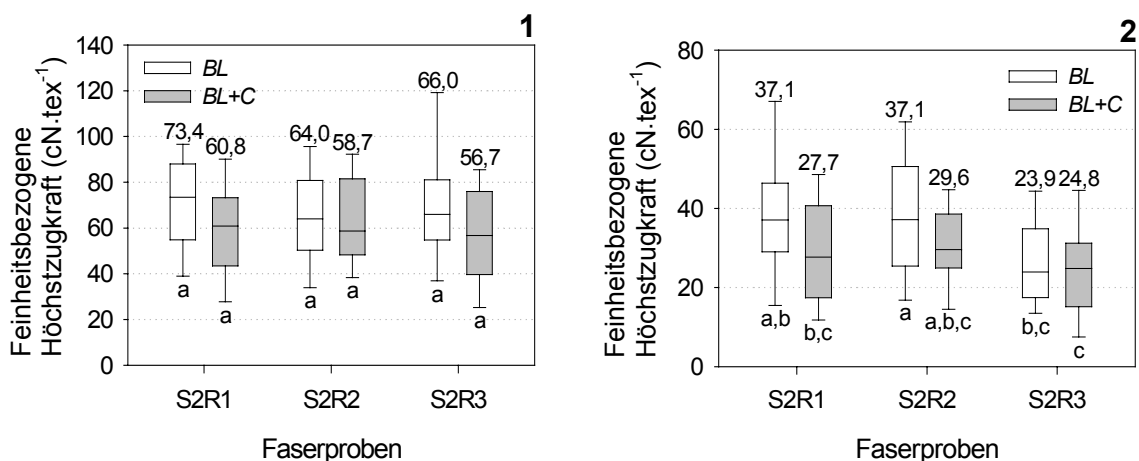 1
Feinheitsbezogene
Höchstzugkraft (cN·tex⁻¹)
140
120
100
80
60
40
20
0
BL
BL+C
73,4
60,8
64,0
58,7
66,0
56,7
a
a
a
a
a
a
S2R1
S2R2
S2R3
Faserproben
2
Feinheitsbezogene
Höchstzugkraft (cN·tex⁻¹)
80
60
40
20
0
BL
BL+C
37,1
27,7
37,1
29,6
23,9
24,8
a,b
b,c
a
a,b,c
b,c
c
S2R1
S2R2
S2R3
Faserproben